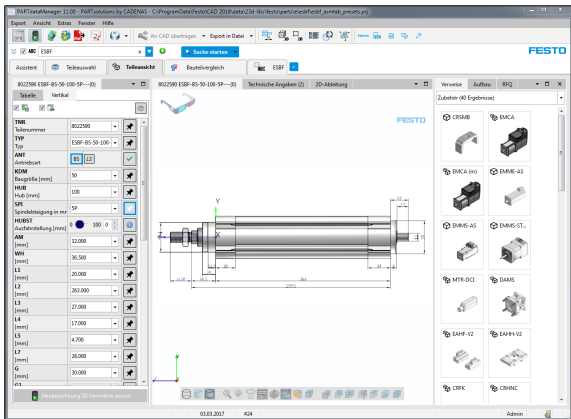 PARTdataManager 11.00 - PARTsolutions by CADENAS - C:\ProgramData\Festo\CAD 2018\data\23d-libs\festo\parts\e\esbf\esbf_asmtab_presets.prj
Export Ansicht Extras Fenster Hilfe
An CAD übertragen Export in Datei
ABC ESBF Suche starten FESTO
Assistent Teileauswahl Teileansicht Bauteilvergleich ESBF
8022590 ESBF-BS-50-100-5P---(0)
Tabelle Vertikal
TNR
Teilenummer
8022590
TYP
Typ
ESBF-BS-50-100-
ANT
Antriebsart
BS LS
KDM
Baugröße [mm]
50
HUB
Hub [mm]
100
SPI
Spindelsteigung in mm
5P
HUBST
Ausfahrstellung [mm]
0 100 0
AM
[mm]
32.000
WH
[mm]
36.500
L1
[mm]
20.000
L2
[mm]
263.000
L3
[mm]
27.000
L4
[mm]
17.000
L5
[mm]
4.700
L7
[mm]
28.000
G
[mm]
30.000
G1
Neuberechnung 3D Geometrie an/aus
8022590 ESBF-BS-50-100-5P---(0) Technische Angaben (2) 2D-Ableitung
FESTO
Y
Z
X
Verweise Aufbau RFQ
Zubehör (40 Ergebnisse)
CRSMB EMCA
EMCA (m) EMME-AS
EMMS-AS EMMS-ST...
MTR-DCI DAMS
EAHF-V2 EAHH-V2
CRFK CRHNC
03.03.2017 #24 Admin